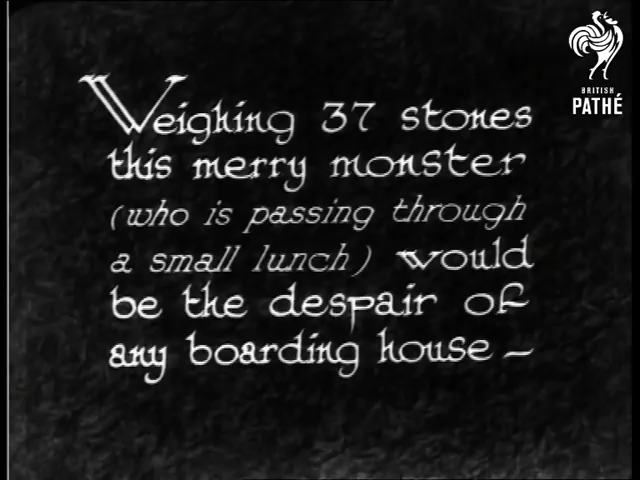 BRITISH
PATHÉ
Weighing 37 stones
this merry monster
(who is passing through
a small lunch) would
be the despair of
any boarding house –